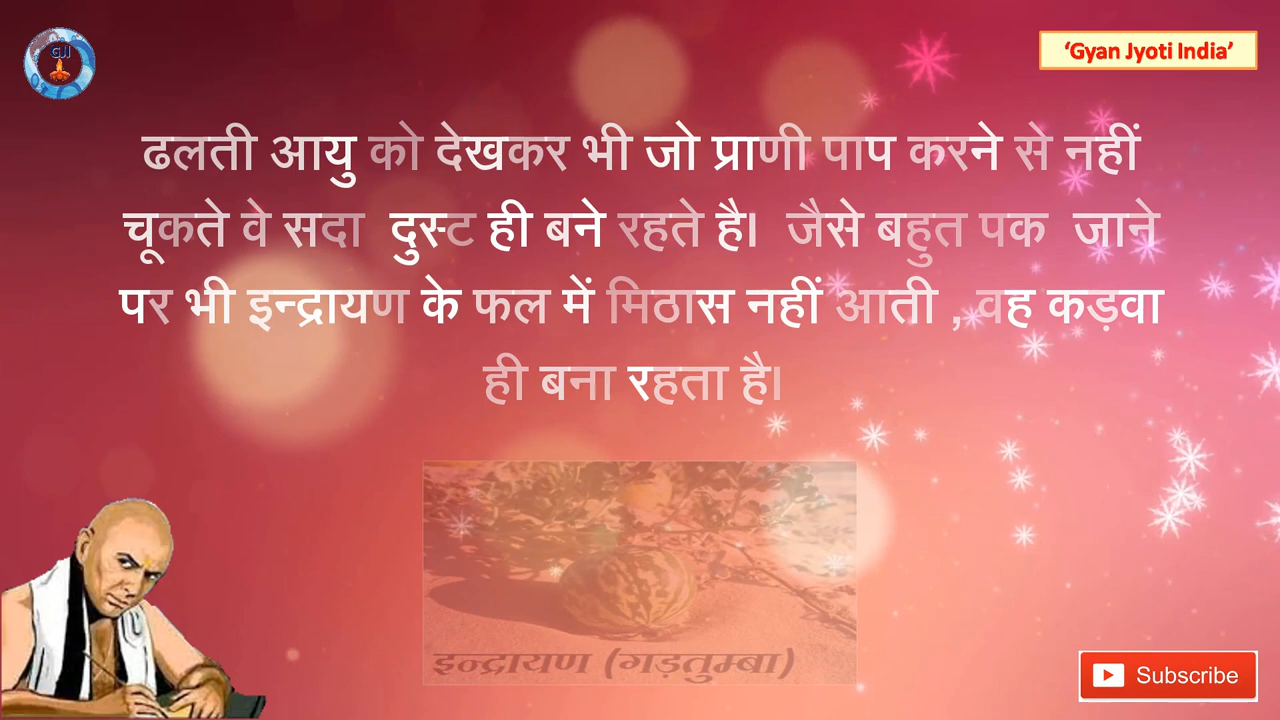 GJI
'Gyan Jyoti India'
ढलती आयु को देखकर भी जो प्राणी पाप करने से नहीं
चूकते वे सदा दुस्ट ही बने रहते है। जैसे बहुत पक जाने
पर भी इन्द्रायण के फल में मिठास नहीं आती , वह कड़वा
ही बना रहता है।
इन्द्रायण (गड़तुम्बा)
Subscribe